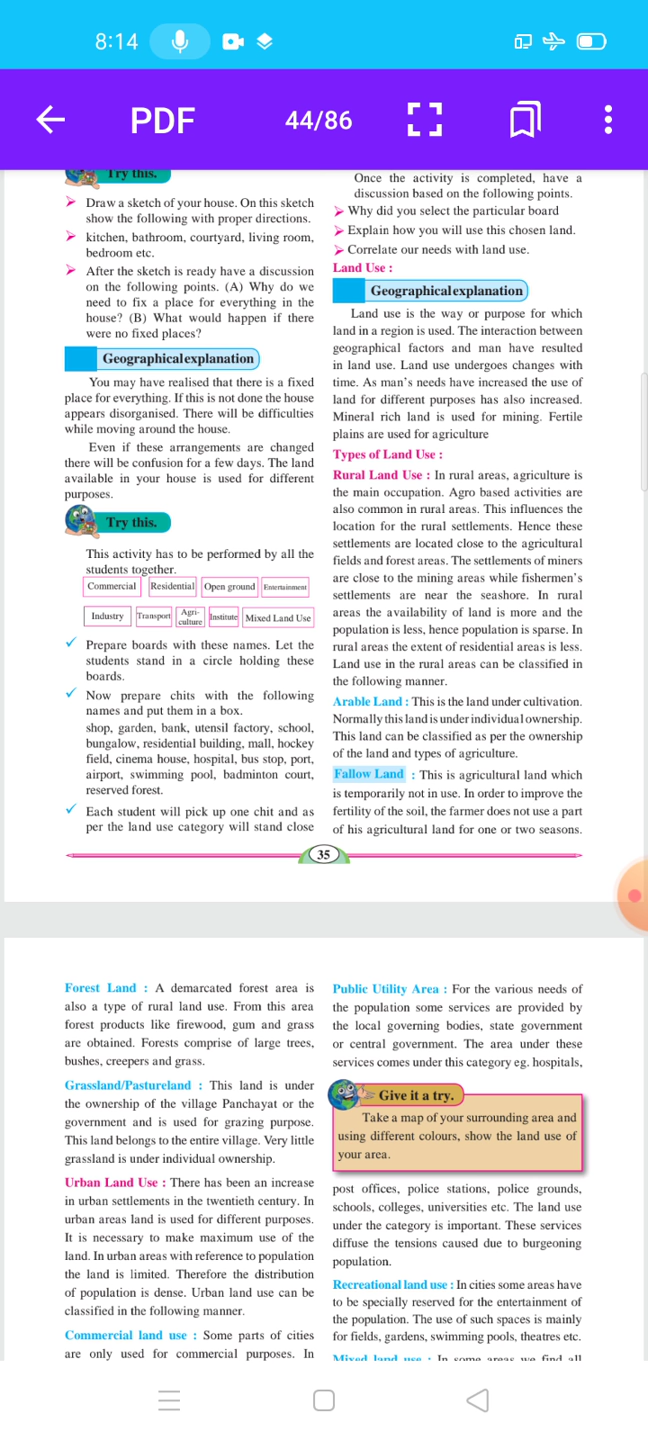 8:14
PDF
44/86
Try this.
Draw a sketch of your house. On this sketch
show the following with proper directions.
kitchen, bathroom, courtyard, living room,
bedroom etc.
After the sketch is ready have a discussion
on the following points. (A) Why do we
need to fix a place for everything in the
house? (B) What would happen if there
were no fixed places?
Geographical explanation
You may have realised that there is a fixed
place for everything. If this is not done the house
appears disorganised. There will be difficulties
while moving around the house.
Even if these arrangements are changed
there will be confusion for a few days. The land
available in your house is used for different
purposes.
Try this.
This activity has to be performed by all the
students together.
Commercial Residential Open ground Entertainment
Industry Transport Agri-culture Institute Mixed Land Use
Prepare boards with these names. Let the
students stand in a circle holding these
boards.
Now prepare chits with the following
names and put them in a box.
shop, garden, bank, utensil factory, school,
bungalow, residential building, mall, hockey
field, cinema house, hospital, bus stop, port,
airport, swimming pool, badminton court,
reserved forest.
Each student will pick up one chit and as
per the land use category will stand close
Once the activity is completed, have a
discussion based on the following points.
Why did you select the particular board
Explain how you will use this chosen land.
Correlate our needs with land use.
Land Use :
Geographical explanation
Land use is the way or purpose for which
land in a region is used. The interaction between
geographical factors and man have resulted
in land use. Land use undergoes changes with
time. As man's needs have increased the use of
land for different purposes has also increased.
Mineral rich land is used for mining. Fertile
plains are used for agriculture
Types of Land Use :
Rural Land Use : In rural areas, agriculture is
the main occupation. Agro based activities are
also common in rural areas. This influences the
location for the rural settlements. Hence these
settlements are located close to the agricultural
fields and forest areas. The settlements of miners
are close to the mining areas while fishermen's
settlements are near the seashore. In rural
areas the availability of land is more and the
population is less, hence population is sparse. In
rural areas the extent of residential areas is less.
Land use in the rural areas can be classified in
the following manner.
Arable Land : This is the land under cultivation.
Normally this land is under individual ownership.
This land can be classified as per the ownership
of the land and types of agriculture.
Fallow Land : This is agricultural land which
is temporarily not in use. In order to improve the
fertility of the soil, the farmer does not use a part
of his agricultural land for one or two seasons.
35
Forest Land : A demarcated forest area is
also a type of rural land use. From this area
forest products like firewood, gum and grass
are obtained. Forests comprise of large trees,
bushes, creepers and grass.
Grassland/Pastureland : This land is under
the ownership of the village Panchayat or the
government and is used for grazing purpose.
This land belongs to the entire village. Very little
grassland is under individual ownership.
Urban Land Use : There has been an increase
in urban settlements in the twentieth century. In
urban areas land is used for different purposes.
It is necessary to make maximum use of the
land. In urban areas with reference to population
the land is limited. Therefore the distribution
of population is dense. Urban land use can be
classified in the following manner.
Commercial land use : Some parts of cities
are only used for commercial purposes. In
Public Utility Area : For the various needs of
the population some services are provided by
the local governing bodies, state government
or central government. The area under these
services comes under this category eg. hospitals,
Give it a try.
Take a map of your surrounding area and
using different colours, show the land use of
your area.
post offices, police stations, police grounds,
schools, colleges, universities etc. The land use
under the category is important. These services
diffuse the tensions caused due to burgeoning
population.
Recreational land use : In cities some areas have
to be specially reserved for the entertainment of
the population. The use of such spaces is mainly
for fields, gardens, swimming pools, theatres etc.
Mixed land use : In some areas we find all